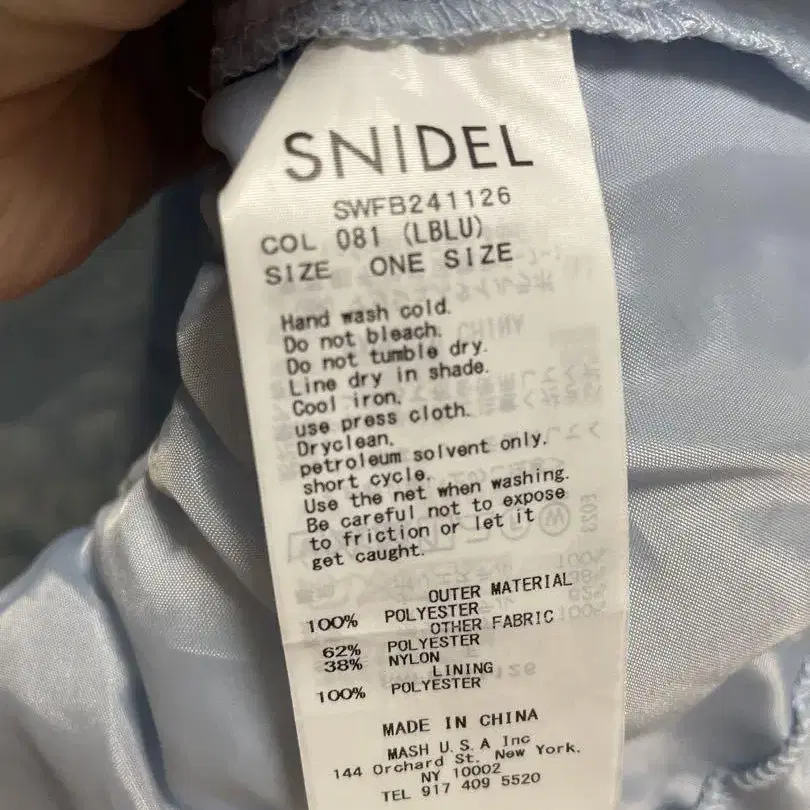 SNIDEL
SWFB241126
COL 081 (LBLU)
SIZE ONE SIZE
Hand wash cold.
Do not bleach.
Do not tumble dry.
Line dry in shade.
Cool iron.
use press cloth.
Dryclean.
petroleum solvent only.
short cycle.
Use the net when washing.
Be careful not to expose
to friction or let it
get caught.
OUTER MATERIAL
100% POLYESTER
OTHER FABRIC
62% POLYESTER
38% NYLON
LINING
100% POLYESTER
MADE IN CHINA
MASH U.S.A Inc
144 Orchard St. New York.
NY 10002
TEL 917 409 5520